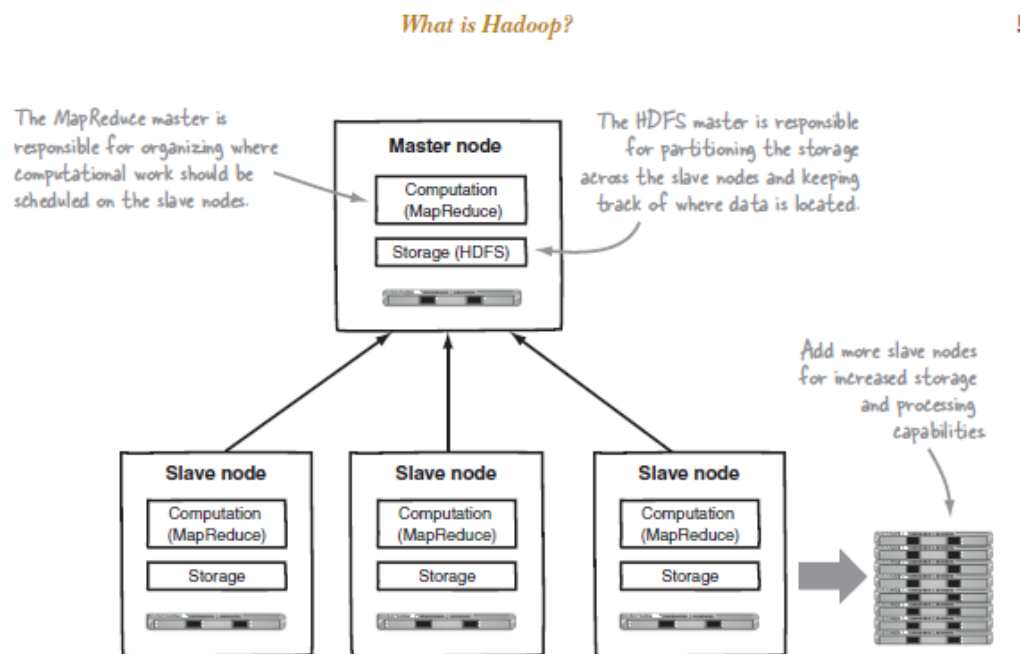 What is Hadoop?
The MapReduce master is
responsible for organizing where
computational work should be
scheduled on the slave nodes.
Master node
Computation
(MapReduce)
Storage (HDFS)
The HDFS master is responsible
for partitioning the storage
across the slave nodes and keeping
track of where data is located.
Add more slave nodes
for increased storage
and processing
capabilities
Slave node
Computation
(MapReduce)
Storage
Slave node
Computation
(MapReduce)
Storage
Slave node
Computation
(MapReduce)
Storage